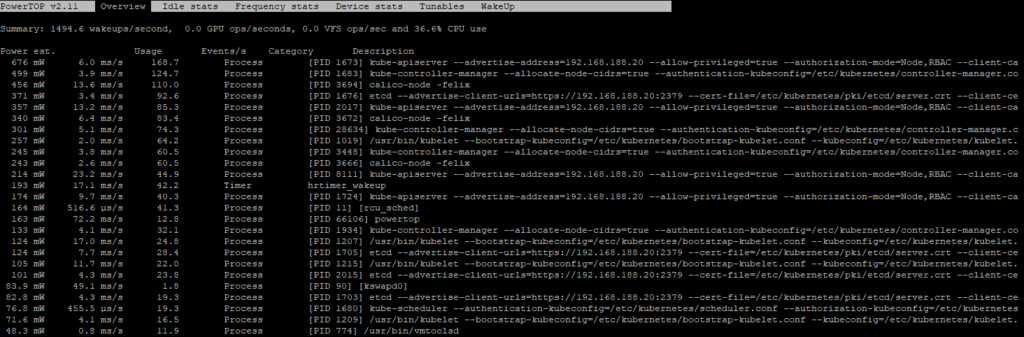 PowerTOP v2.11 Overview Idle stats Frequency stats Device stats Tunables WakeUp
Summary: 1494.6 wakeups/second, 0.0 GPU ops/seconds, 0.0 VFS ops/sec and 36.6% CPU use
Power est. Usage Events/s Category Description
676 mW 6.0 ms/s 168.7 Process [PID 1673] kube-apiserver --advertise-address=192.168.188.20 --allow-privileged=true --authorization-mode=Node,RBAC --client-ca
499 mW 3.9 ms/s 124.7 Process [PID 1683] kube-controller-manager --allocate-node-cidrs=true --authentication-kubeconfig=/etc/kubernetes/controller-manager.co
456 mW 13.6 ms/s 110.0 Process [PID 3694] calico-node -felix
371 mW 3.4 ms/s 92.6 Process [PID 1676] etcd --advertise-client-urls=https://192.168.188.20:2379 --cert-file=/etc/kubernetes/pki/etcd/server.crt --client-ce
357 mW 13.2 ms/s 85.3 Process [PID 2017] kube-apiserver --advertise-address=192.168.188.20 --allow-privileged=true --authorization-mode=Node,RBAC --client-ca
340 mW 6.4 ms/s 83.4 Process [PID 3672] calico-node -felix
301 mW 5.1 ms/s 74.3 Process [PID 28634] kube-controller-manager --allocate-node-cidrs=true --authentication-kubeconfig=/etc/kubernetes/controller-manager.c
257 mW 2.0 ms/s 64.2 Process [PID 1019] /usr/bin/kubelet --bootstrap-kubeconfig=/etc/kubernetes/bootstrap-kubelet.conf --kubeconfig=/etc/kubernetes/kubelet.
245 mW 3.8 ms/s 60.5 Process [PID 3448] kube-controller-manager --allocate-node-cidrs=true --authentication-kubeconfig=/etc/kubernetes/controller-manager.co
243 mW 2.6 ms/s 60.5 Process [PID 3666] calico-node -felix
214 mW 23.2 ms/s 44.9 Process [PID 8111] kube-apiserver --advertise-address=192.168.188.20 --allow-privileged=true --authorization-mode=Node,RBAC --client-ca
193 mW 17.1 ms/s 42.2 Timer hrtimer_wakeup
174 mW 9.7 ms/s 40.3 Process [PID 1724] kube-apiserver --advertise-address=192.168.188.20 --allow-privileged=true --authorization-mode=Node,RBAC --client-ca
164 mW 516.6 µs/s 41.3 Process [PID 11] [rcu_sched]
163 mW 72.2 ms/s 12.8 Process [PID 66106] powertop
133 mW 4.1 ms/s 32.1 Process [PID 1934] kube-controller-manager --allocate-node-cidrs=true --authentication-kubeconfig=/etc/kubernetes/controller-manager.co
124 mW 17.0 ms/s 24.8 Process [PID 1207] /usr/bin/kubelet --bootstrap-kubeconfig=/etc/kubernetes/bootstrap-kubelet.conf --kubeconfig=/etc/kubernetes/kubelet.
124 mW 7.7 ms/s 28.4 Process [PID 1705] etcd --advertise-client-urls=https://192.168.188.20:2379 --cert-file=/etc/kubernetes/pki/etcd/server.crt --client-ce
105 mW 11.7 ms/s 22.0 Process [PID 1215] /usr/bin/kubelet --bootstrap-kubeconfig=/etc/kubernetes/bootstrap-kubelet.conf --kubeconfig=/etc/kubernetes/kubelet.
101 mW 4.3 ms/s 23.8 Process [PID 2015] etcd --advertise-client-urls=https://192.168.188.20:2379 --cert-file=/etc/kubernetes/pki/etcd/server.crt --client-ce
83.9 mW 49.1 ms/s 1.8 Process [PID 90] [kswapd0]
82.8 mW 4.3 ms/s 19.3 Process [PID 1703] etcd --advertise-client-urls=https://192.168.188.20:2379 --cert-file=/etc/kubernetes/pki/etcd/server.crt --client-ce
76.8 mW 455.5 µs/s 19.3 Process [PID 1680] kube-scheduler --authentication-kubeconfig=/etc/kubernetes/scheduler.conf --authorization-kubeconfig=/etc/kubernetes
71.6 mW 4.1 ms/s 16.5 Process [PID 1209] /usr/bin/kubelet --bootstrap-kubeconfig=/etc/kubernetes/bootstrap-kubelet.conf --kubeconfig=/etc/kubernetes/kubelet.
48.3 mW 0.8 ms/s 11.9 Process [PID 774] /usr/bin/vmtoolsd